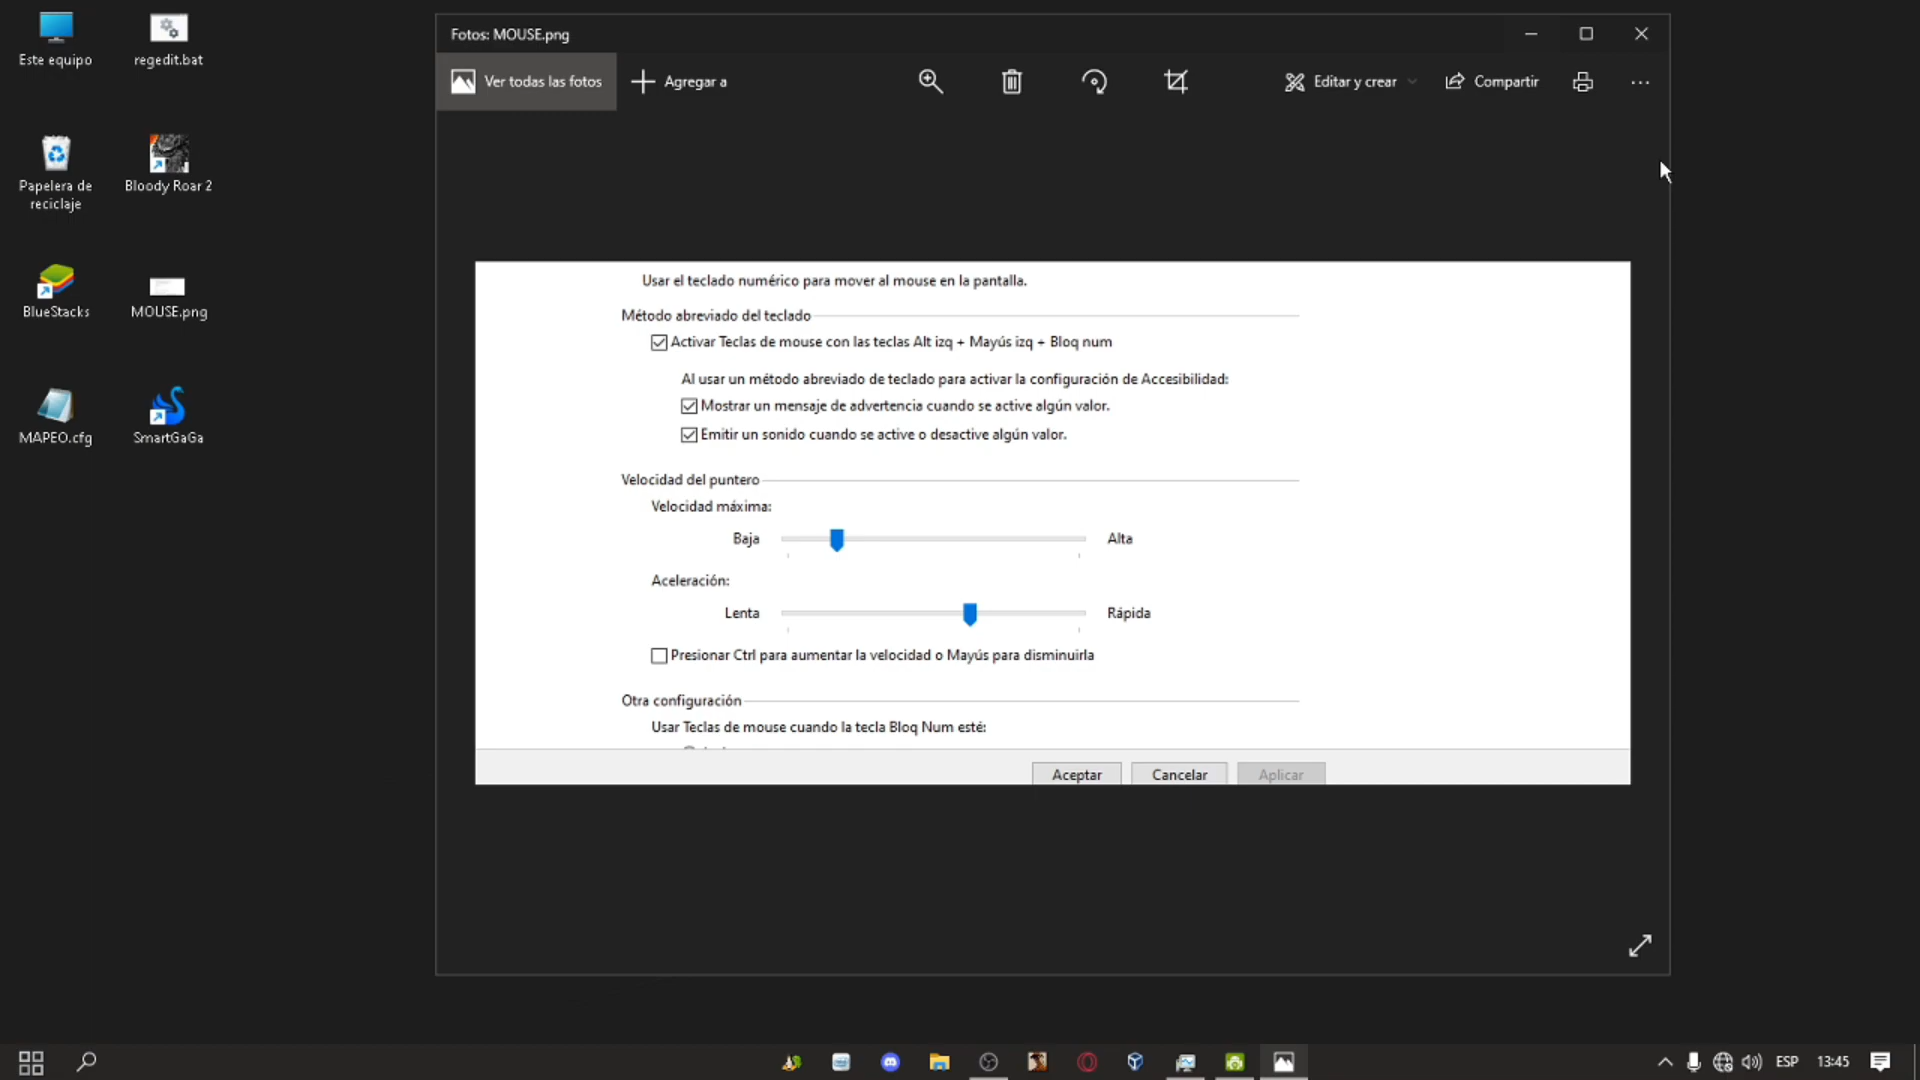 Este equipo
regedit.bat
Papelera de
reciclaje
Bloody Roar 2
BlueStacks
MOUSE.png
MAPEO.cfg
SmartGaGa
Fotos: MOUSE.png
Ver todas las fotos
Agregar a
Editar y crear
Compartir
Usar el teclado numérico para mover al mouse en la pantalla.
Método abreviado del teclado
Activar Teclas de mouse con las teclas Alt izq + Mayús izq + Bloq num
Al usar un método abreviado de teclado para activar la configuración de Accesibilidad:
Mostrar un mensaje de advertencia cuando se active algún valor.
Emitir un sonido cuando se active o desactive algún valor.
Velocidad del puntero
Velocidad máxima:
Baja Alta
Aceleración:
Lenta Rápida
Presionar Ctrl para aumentar la velocidad o Mayús para disminuirla
Otra configuración
Usar Teclas de mouse cuando la tecla Bloq Num esté:
Aceptar Cancelar Aplicar
ESP 13:45